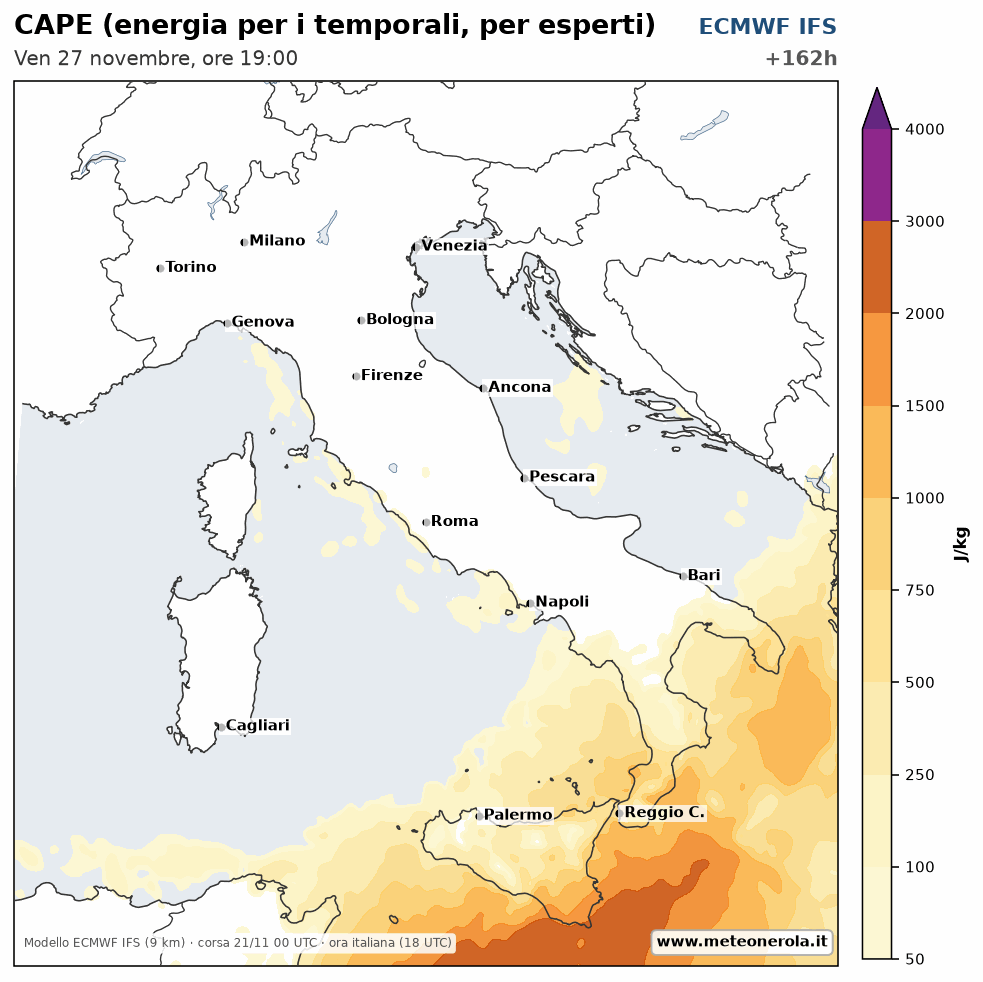 CAPE (energia per i temporali, per esperti)
ECMWF IFS
Ven 27 novembre, ore 19:00
+162h
4000
3000
2000
1500
1000
750
500
250
100
50
J/kg
Milano
Venezia
Torino
Genova
Bologna
Firenze
Ancona
Pescara
Roma
Bari
Napoli
Cagliari
Palermo
Reggio C.
Modello ECMWF IFS (9 km) · corsa 21/11 00 UTC · ora italiana (18 UTC)
www.meteonerola.it